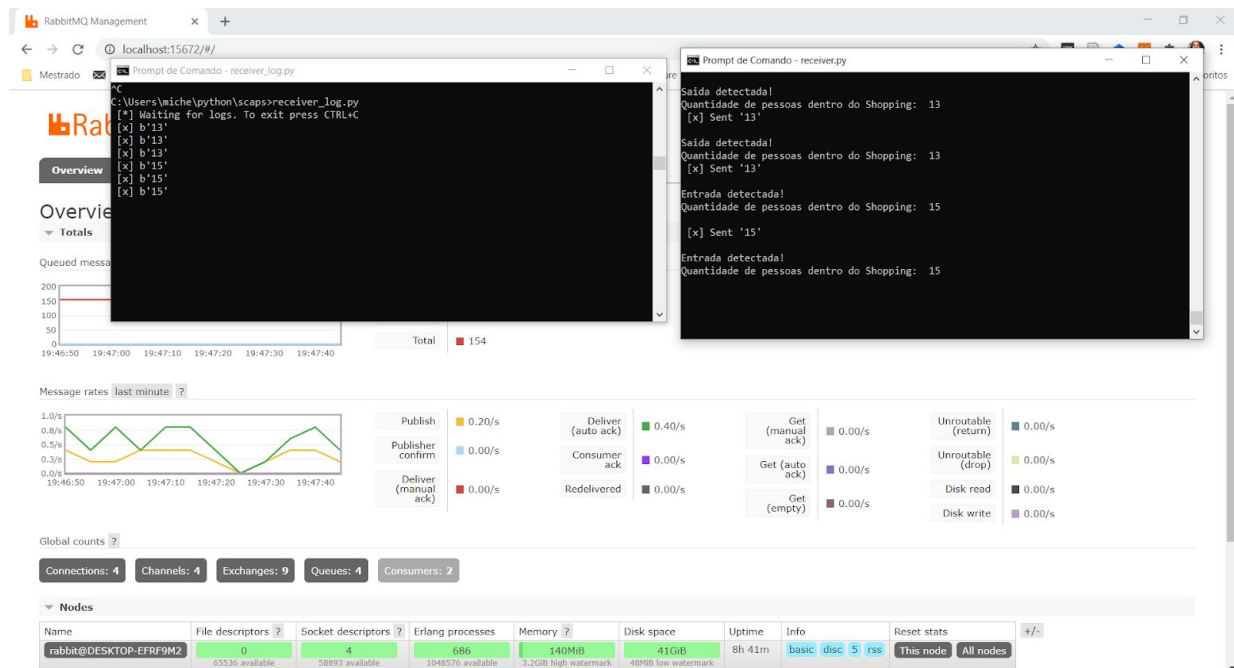 RabbitMQ Management
localhost:15672/#/
Mestrado
Prompt de Comando - receiver_log.py
^C
C:\Users\miche\python\scaps>receiver_log.py
[*] Waiting for logs. To exit press CTRL+C
[x] b'13'
[x] b'13'
[x] b'13'
[x] b'15'
[x] b'15'
[x] b'15'
Prompt de Comando - receiver.py
Saida detectada!
Quantidade de pessoas dentro do Shopping: 13
[x] Sent '13'
Saida detectada!
Quantidade de pessoas dentro do Shopping: 13
[x] Sent '13'
Entrada detectada!
Quantidade de pessoas dentro do Shopping: 15
[x] Sent '15'
Entrada detectada!
Quantidade de pessoas dentro do Shopping: 15
Rab
Overview
Overvie
Totals
Queued messa
200
150
100
50
0
19:46:50 19:47:00 19:47:10 19:47:20 19:47:30 19:47:40
Total 154
Message rates last minute ?
1.0/s
0.8/s
0.5/s
0.3/s
0.0/s
19:46:50 19:47:00 19:47:10 19:47:20 19:47:30 19:47:40
Publish 0.20/s
Publisher confirm 0.00/s
Deliver (manual ack) 0.00/s
Deliver (auto ack) 0.40/s
Consumer ack 0.00/s
Redelivered 0.00/s
Get (manual ack) 0.00/s
Get (auto ack) 0.00/s
Get (empty) 0.00/s
Unroutable (return) 0.00/s
Unroutable (drop) 0.00/s
Disk read 0.00/s
Disk write 0.00/s
Global counts ?
Connections: 4 Channels: 4 Exchanges: 9 Queues: 4 Consumers: 2
Nodes
Name File descriptors ? Socket descriptors ? Erlang processes Memory ? Disk space Uptime Info Reset stats +/-
rabbit@DESKTOP-EFRF9M2 0 4 686 140MiB 41GiB 8h 41m basic disc 5 rss This node All nodes
65536 available 58893 available 1048576 available 3.2GiB high watermark 48MiB low watermark